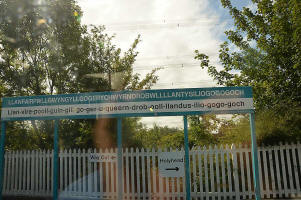 LLANFAIRPWLLGWYNGYLLGOGERYCHWYRNDROBWLLLLANTYSILIOGOGOGOCH
Llan-vire-pooll-guin-gill-go-ger-u-queern-drob-ooll-llandus-ilio-gogo-goch
Way Out
Holyhead